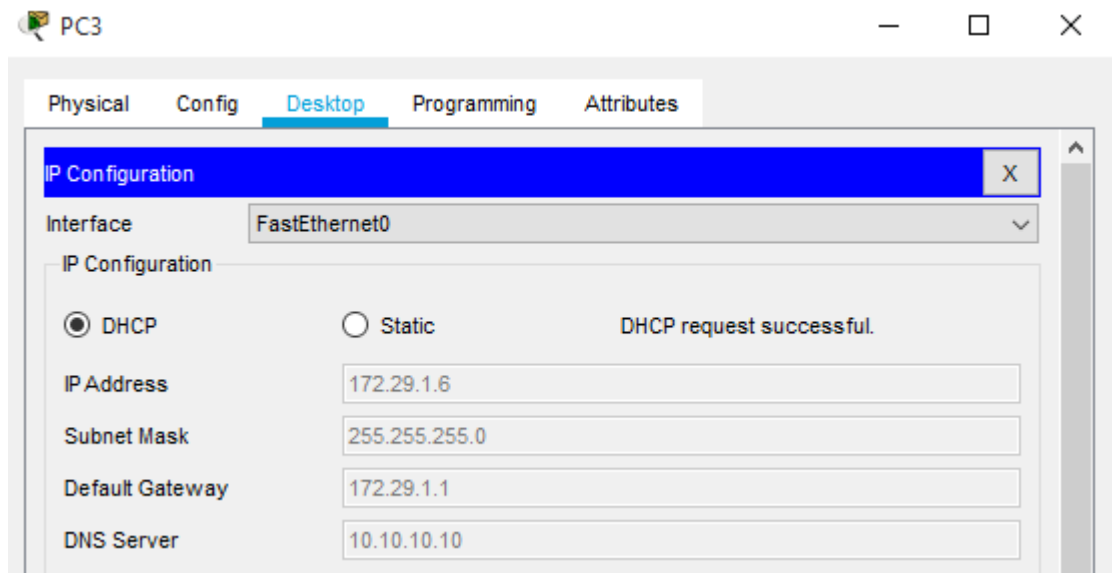 PC3
Physical Config Desktop Programming Attributes
IP Configuration X
Interface FastEthernet0
IP Configuration
DHCP Static DHCP request successful.
IP Address 172.29.1.6
Subnet Mask 255.255.255.0
Default Gateway 172.29.1.1
DNS Server 10.10.10.10